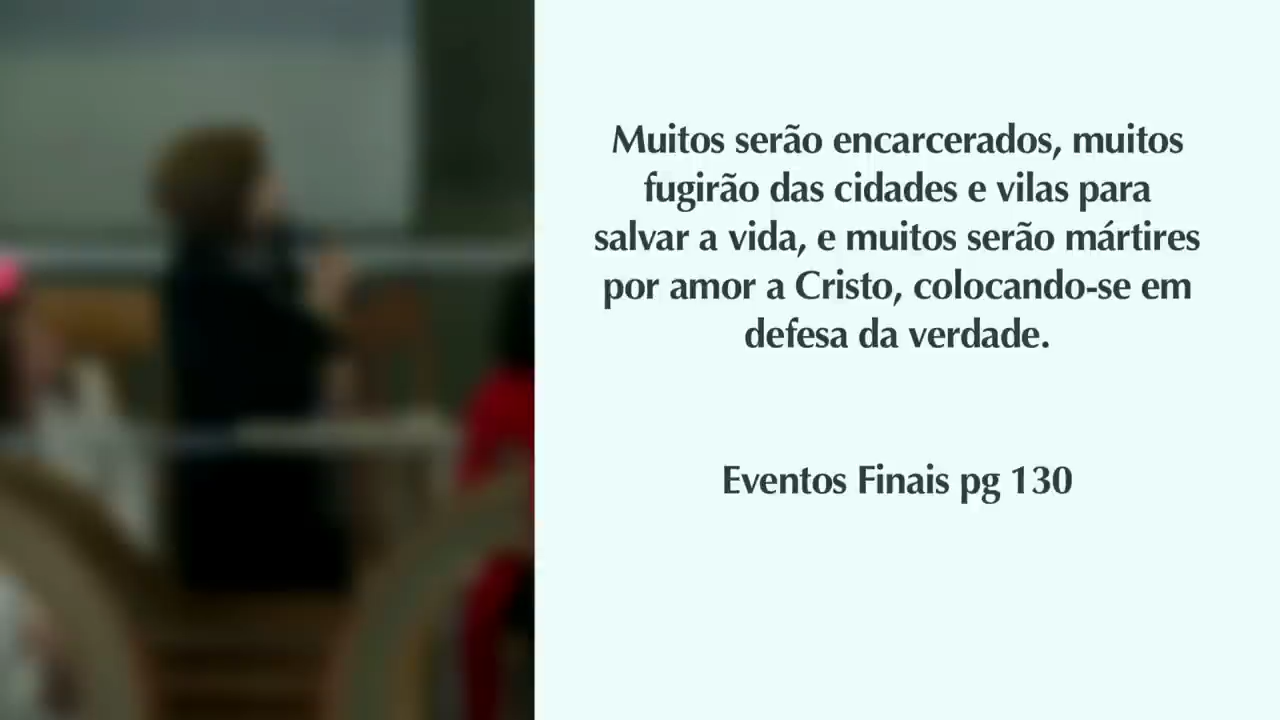 Muitos serão encarcerados, muitos
fugirão das cidades e vilas para
salvar a vida, e muitos serão mártires
por amor a Cristo, colocando-se em
defesa da verdade.
Eventos Finais pg 130